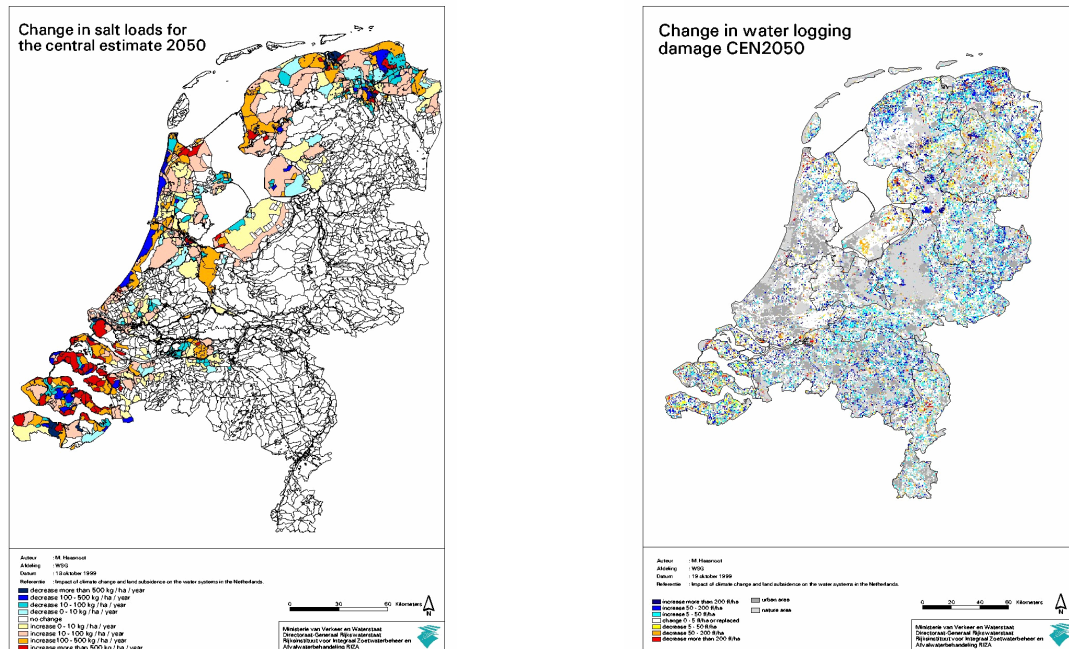 Change in salt loads for
the central estimate 2050
Auteur : M. Haasnoot
Afdeling : WSG
Datum : 19 oktober 1999
Referentie : Impact of climate change and land subsidence on the water systems in the Netherlands.
decrease more than 500 kg / ha / year
decrease 100 - 500 kg / ha / year
decrease 10 - 100 kg / ha / year
decrease 0 - 10 kg / ha / year
no change
increase 0 - 10 kg / ha / year
increase 10 - 100 kg / ha / year
increase 100 - 500 kg / ha / year
increase more than 500 kg / ha / year
0 30 60 Kilometers
N
Ministerie van Verkeer en Waterstaat
Directoraat-Generaal Rijkswaterstaat
Rijksinstituut voor Integraal Zoetwaterbeheer en
Afvalwaterbehandeling RIZA
Change in water logging
damage CEN2050
Auteur : M. Haasnoot
Afdeling : WSG
Datum : 19 oktober 1999
Referentie : Impact of climate change and land subsidence on the water systems in the Netherlands.
increase more than 200 fl/ha
increase 50 - 200 fl/ha
increase 5 - 50 fl/ha
change 0 - 5 fl/ha or replaced
decrease 5 - 50 fl/ha
decrease 50 - 200 fl/ha
decrease more than 200 fl/ha
urban area
nature area
0 20 40 60 Kilometers
N
Ministerie van Verkeer en Waterstaat
Directoraat-Generaal Rijkswaterstaat
Rijksinstituut voor Integraal Zoetwaterbeheer en
Afvalwaterbehandeling RIZA